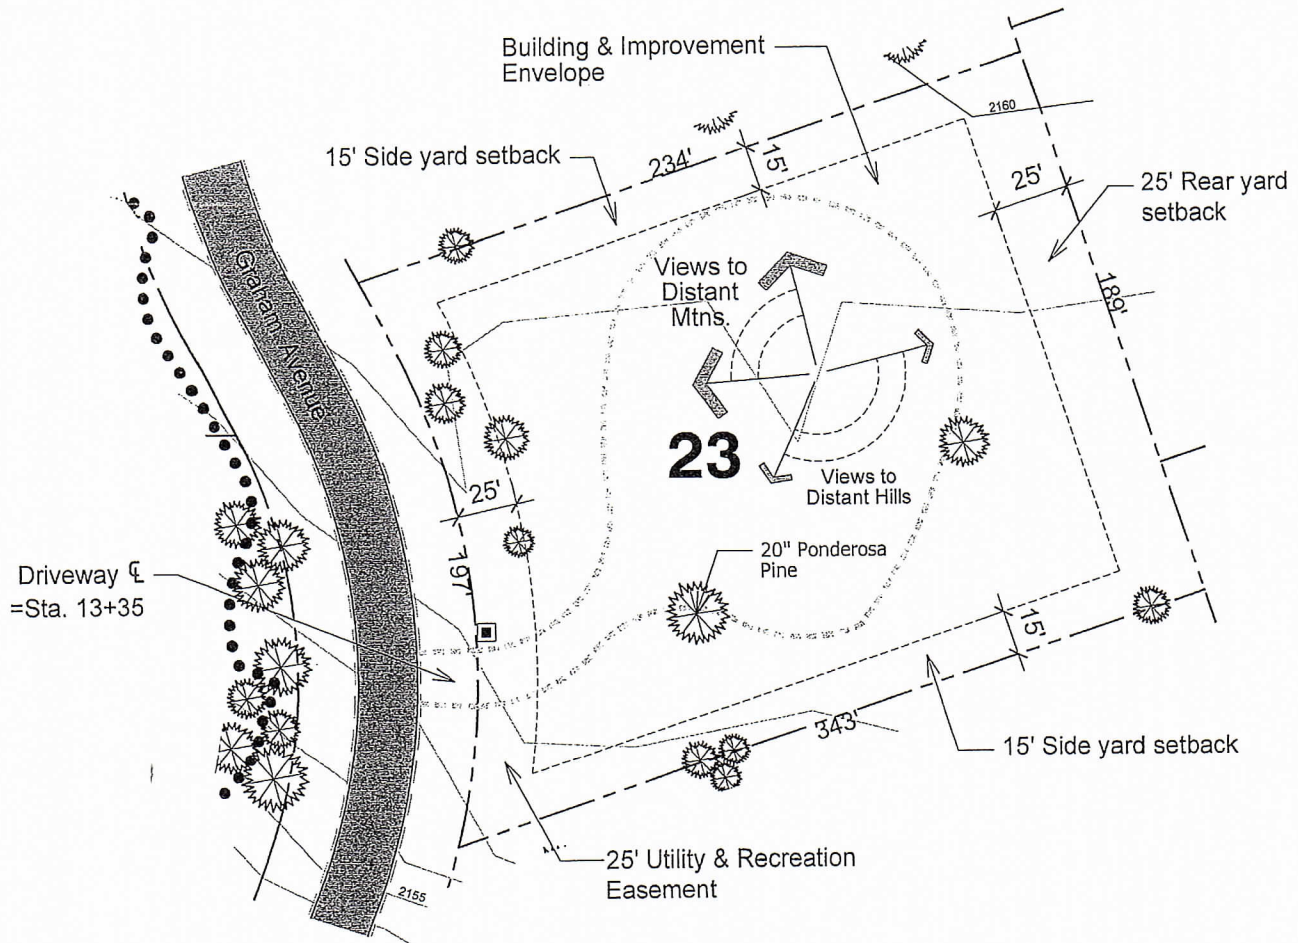 Building & Improvement
Envelope
2160
15' Side yard setback
234'
15'
25'
25' Rear yard
setback
Graham Avenue
Views to
Distant
Mtns.
189'
23
Views to
Distant Hills
25'
197'
20" Ponderosa
Pine
Driveway ℄
=Sta. 13+35
15'
343'
15' Side yard setback
25' Utility & Recreation
Easement
2155